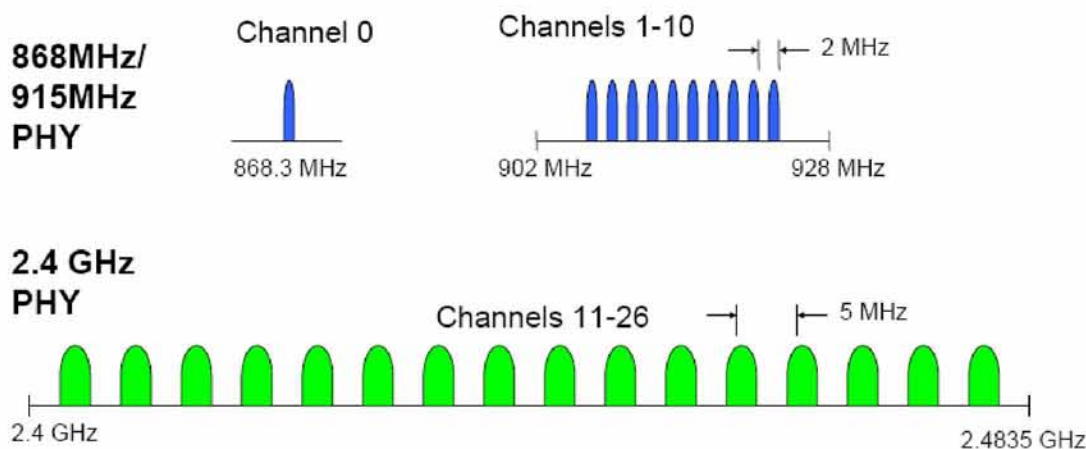 868MHz/
915MHz
PHY
Channel 0
Channels 1-10
2 MHz
868.3 MHz
902 MHz
928 MHz
2.4 GHz
PHY
Channels 11-26
5 MHz
2.4 GHz
2.4835 GHz